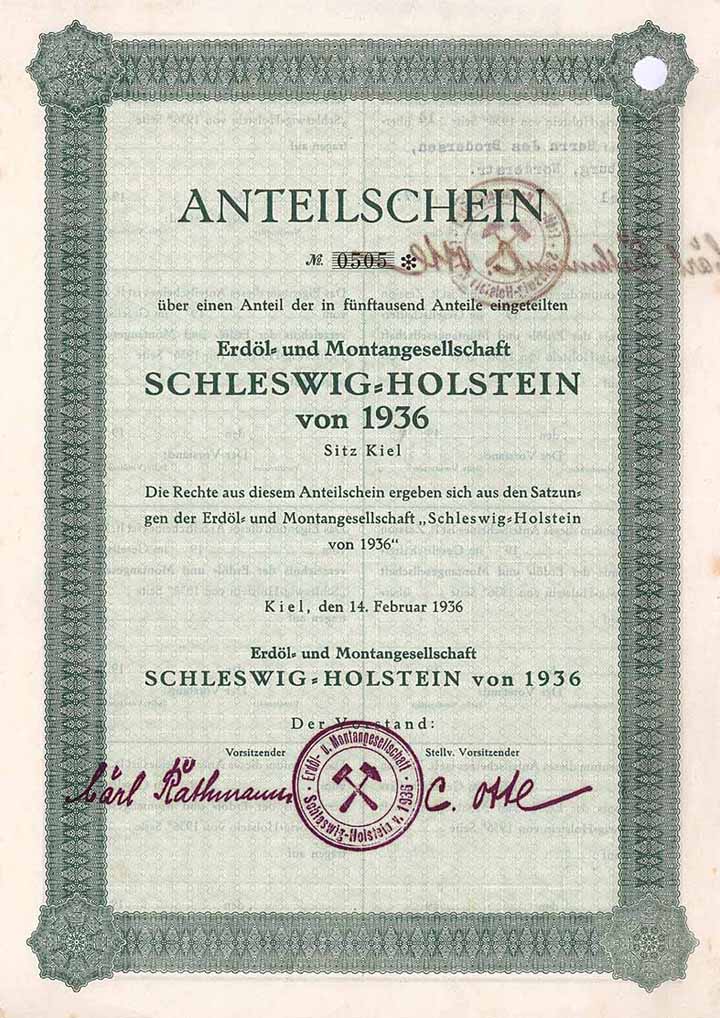 ANTEILSCHEIN
№ 0505 ✻
über einen Anteil der in fünftausend Anteile eingeteilten
Erdöl- und Montangesellschaft
SCHLESWIG-HOLSTEIN
von 1936
Sitz Kiel
Die Rechte aus diesem Anteilschein ergeben sich aus den Satzun-
gen der Erdöl- und Montangesellschaft „Schleswig-Holstein
von 1936"
Kiel, den 14. Februar 1936
Erdöl- und Montangesellschaft
SCHLESWIG-HOLSTEIN von 1936
Der Vorstand:
Vorsitzender
Stellv. Vorsitzender
Carl Räthmann
Erdöl- u. Montangesellschaft
Schleswig-Holstein v. 1936
C. Otte